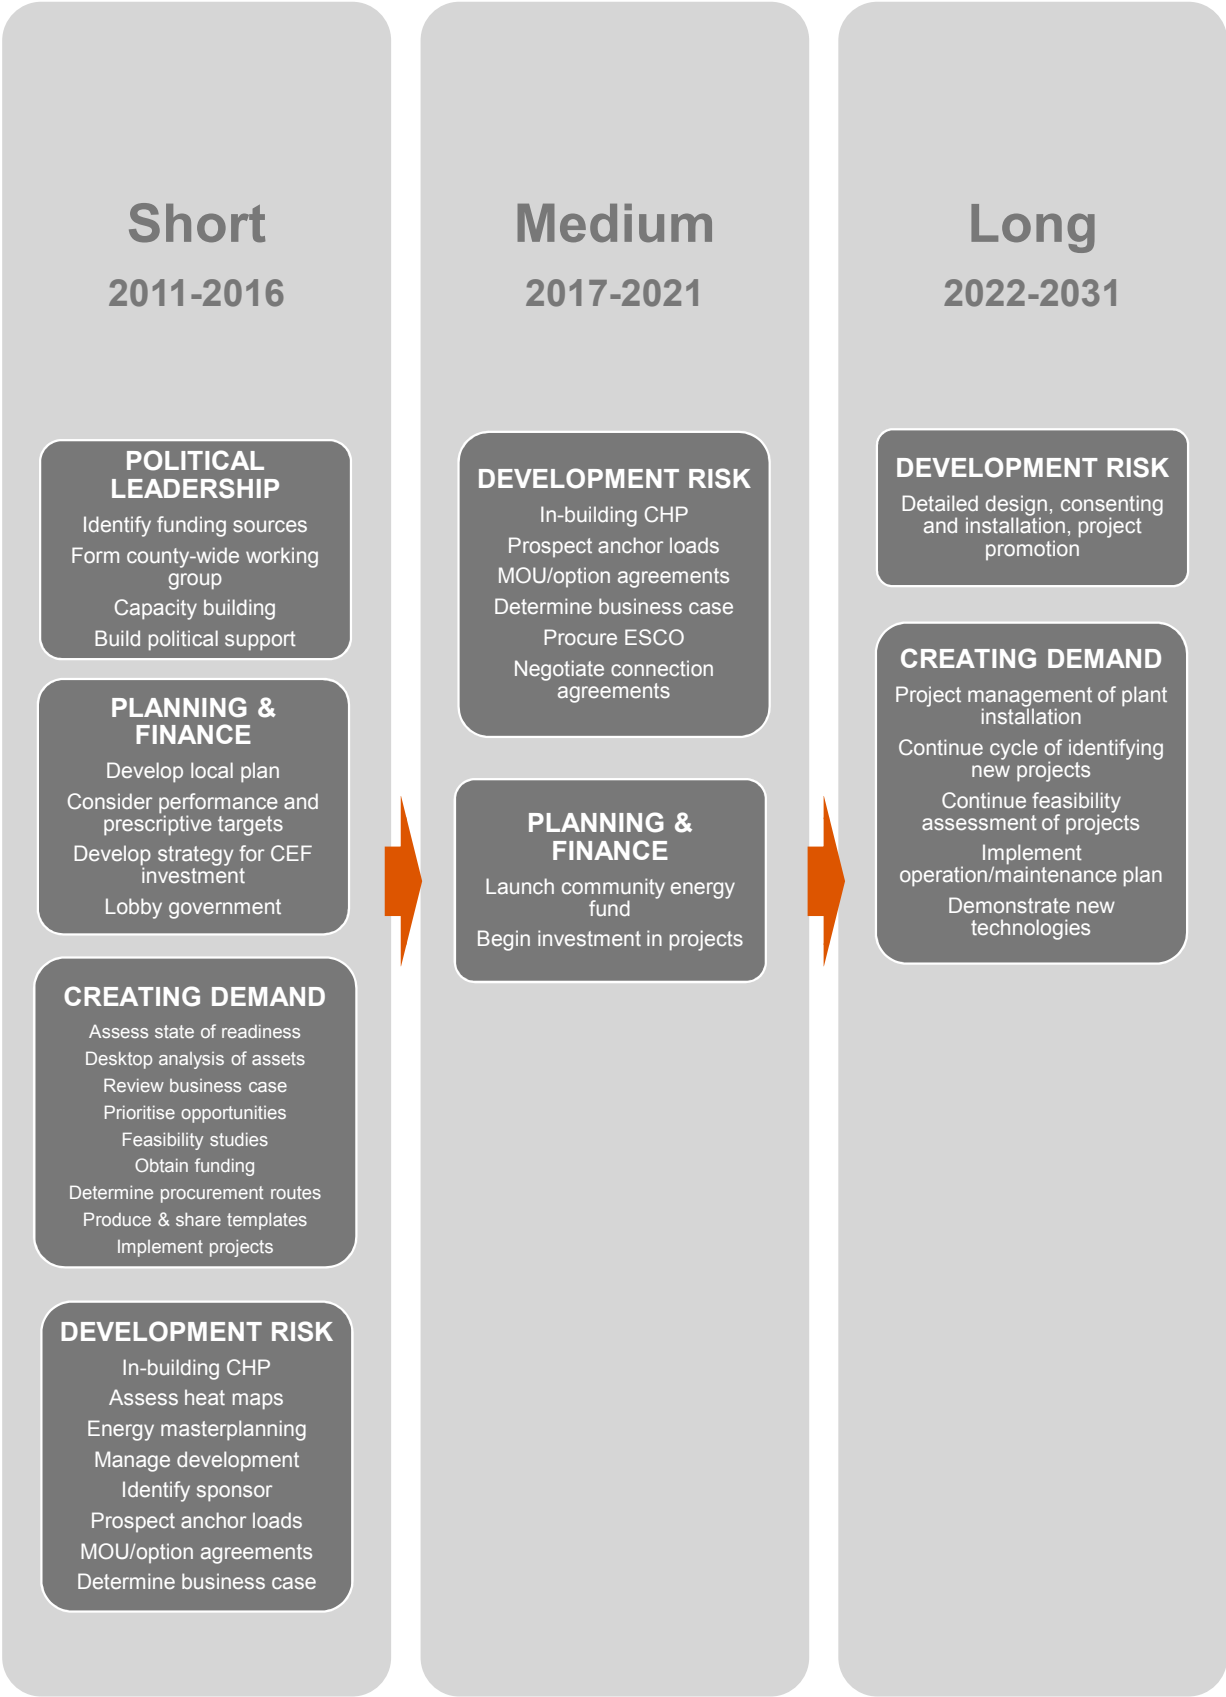 Short
2011-2016
POLITICAL
LEADERSHIP
Identify funding sources
Form county-wide working
group
Capacity building
Build political support
PLANNING &
FINANCE
Develop local plan
Consider performance and
prescriptive targets
Develop strategy for CEF
investment
Lobby government
CREATING DEMAND
Assess state of readiness
Desktop analysis of assets
Review business case
Prioritise opportunities
Feasibility studies
Obtain funding
Determine procurement routes
Produce & share templates
Implement projects
DEVELOPMENT RISK
In-building CHP
Assess heat maps
Energy masterplanning
Manage development
Identify sponsor
Prospect anchor loads
MOU/option agreements
Determine business case
Medium
2017-2021
DEVELOPMENT RISK
In-building CHP
Prospect anchor loads
MOU/option agreements
Determine business case
Procure ESCO
Negotiate connection
agreements
PLANNING &
FINANCE
Launch community energy
fund
Begin investment in projects
Long
2022-2031
DEVELOPMENT RISK
Detailed design, consenting
and installation, project
promotion
CREATING DEMAND
Project management of plant
installation
Continue cycle of identifying
new projects
Continue feasibility
assessment of projects
Implement
operation/maintenance plan
Demonstrate new
technologies